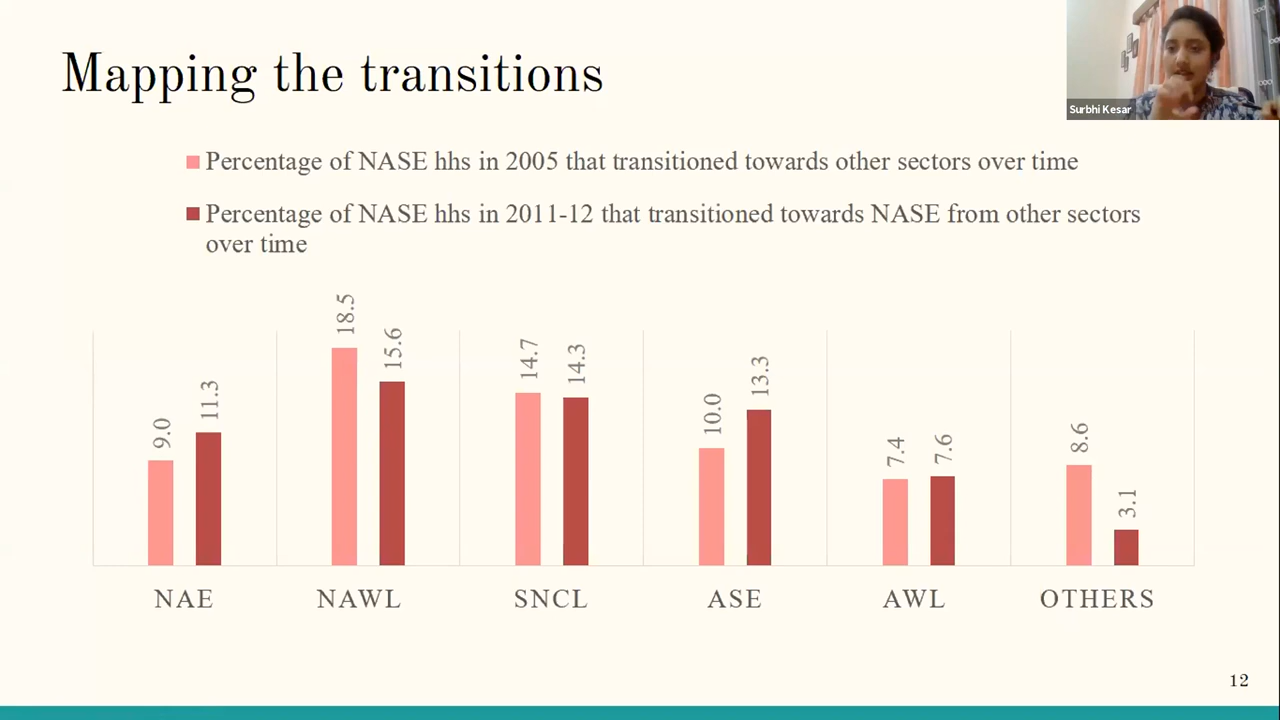 Mapping the transitions
Surbhi Kesar
Percentage of NASE hhs in 2005 that transitioned towards other sectors over time
Percentage of NASE hhs in 2011-12 that transitioned towards NASE from other sectors
over time
9.0
11.3
18.5
15.6
14.7
14.3
10.0
13.3
7.4
7.6
8.6
3.1
NAE
NAWL
SNCL
ASE
AWL
OTHERS
12